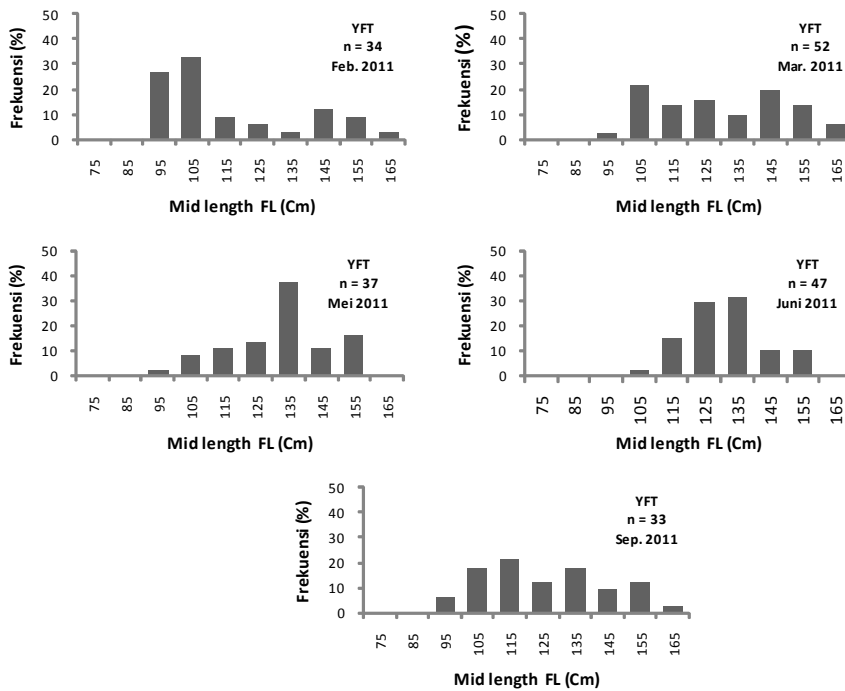 50
40
30
20
10
0
Frekuensi (%)
YFT
n = 34
Feb. 2011
75 85 95 105 115 125 135 145 155 165
Mid length FL (Cm)
50
40
30
20
10
0
Frekuensi (%)
YFT
n = 52
Mar. 2011
75 85 95 105 115 125 135 145 155 165
Mid length FL (Cm)
50
40
30
20
10
0
Frekuensi (%)
YFT
n = 37
Mei 2011
75 85 95 105 115 125 135 145 155 165
Mid length FL (Cm)
50
40
30
20
10
0
Frekuensi (%)
YFT
n = 47
Juni 2011
75 85 95 105 115 125 135 145 155 165
Mid length FL (Cm)
50
40
30
20
10
0
Frekuensi (%)
YFT
n = 33
Sep. 2011
75 85 95 105 115 125 135 145 155 165
Mid length FL (Cm)